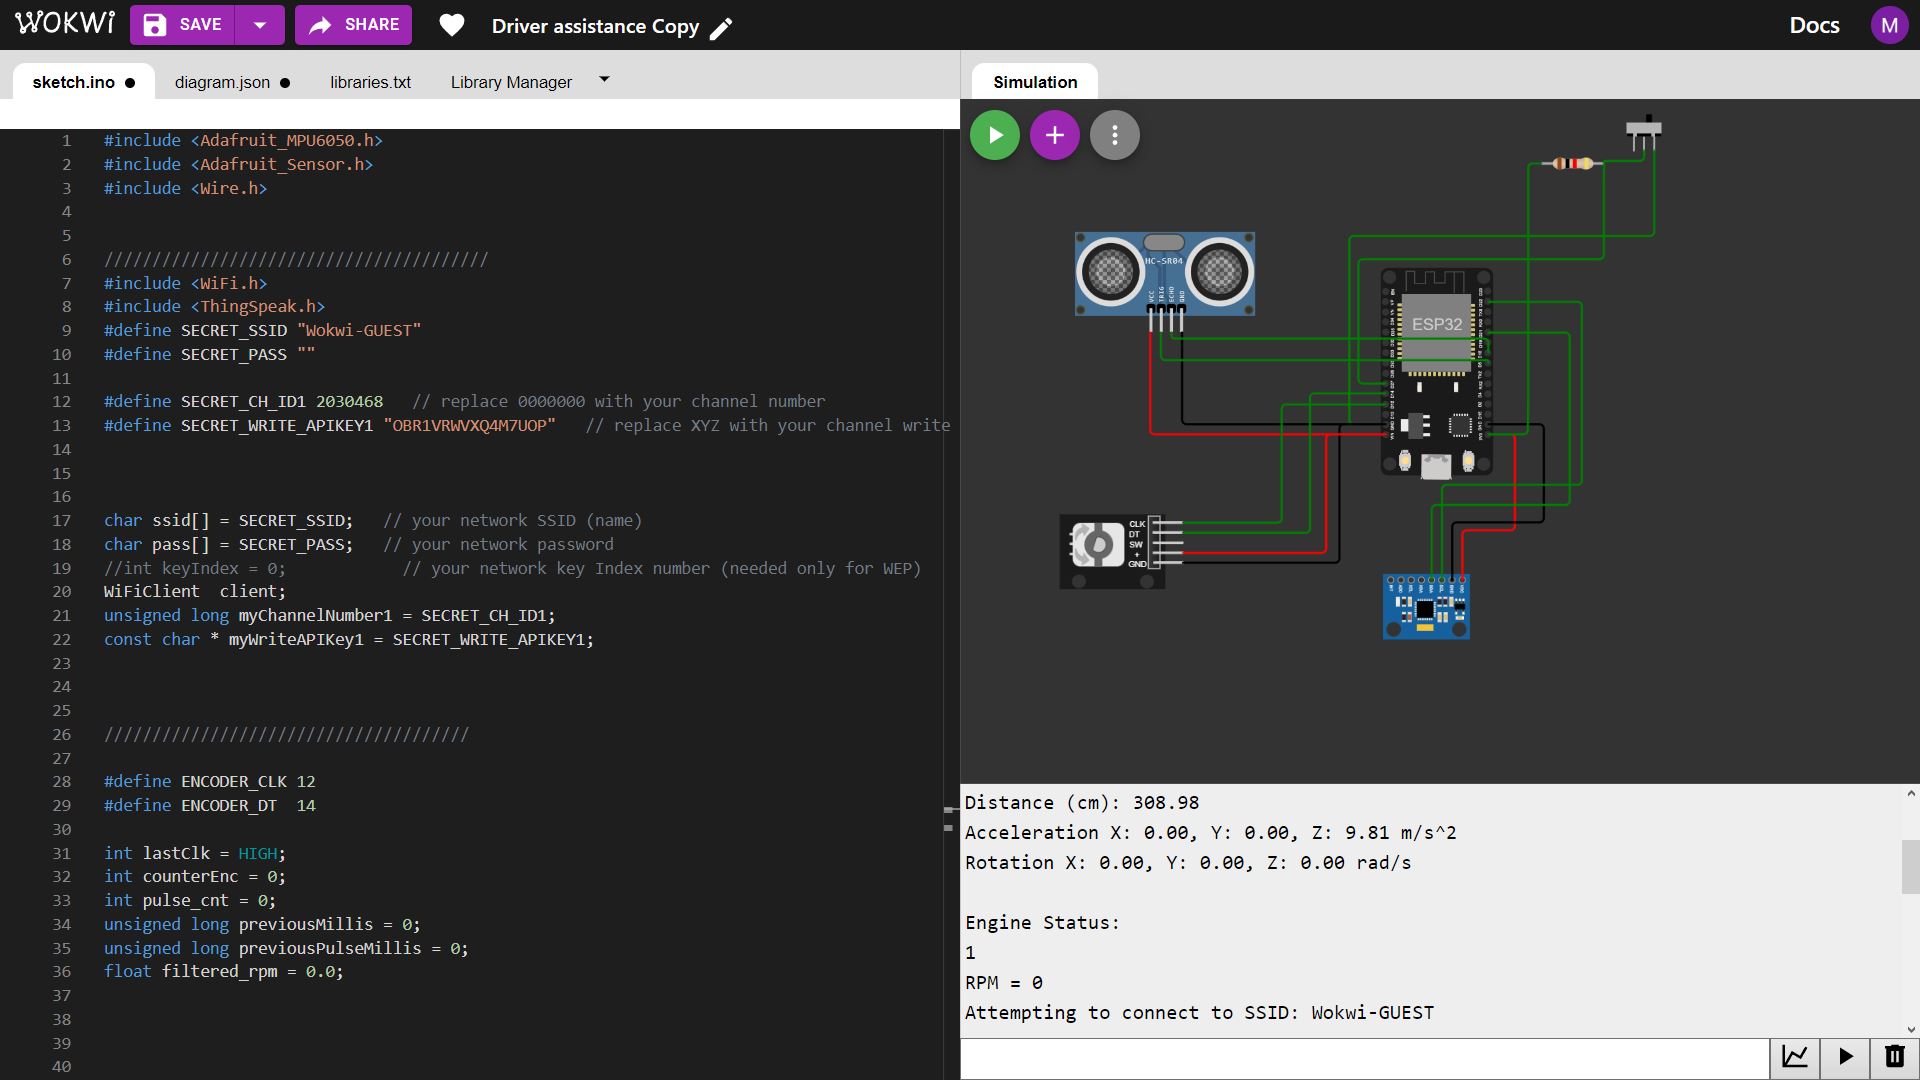 WOKWi SAVE SHARE Driver assistance Copy Docs M
sketch.ino diagram.json libraries.txt Library Manager
Simulation
1 #include <Adafruit_MPU6050.h>
2 #include <Adafruit_Sensor.h>
3 #include <Wire.h>
4
5
6 ////////////////////////////////////////
7 #include <WiFi.h>
8 #include <ThingSpeak.h>
9 #define SECRET_SSID "Wokwi-GUEST"
10 #define SECRET_PASS ""
11
12 #define SECRET_CH_ID1 2030468   // replace 0000000 with your channel number
13 #define SECRET_WRITE_APIKEY1 "OBR1VRWVXQ4M7UOP"   // replace XYZ with your channel write
14
15
16
17 char ssid[] = SECRET_SSID;   // your network SSID (name)
18 char pass[] = SECRET_PASS;   // your network password
19 //int keyIndex = 0;            // your network key Index number (needed only for WEP)
20 WiFiClient  client;
21 unsigned long myChannelNumber1 = SECRET_CH_ID1;
22 const char * myWriteAPIKey1 = SECRET_WRITE_APIKEY1;
23
24
25
26 //////////////////////////////////////
27
28 #define ENCODER_CLK 12
29 #define ENCODER_DT  14
30
31 int lastClk = HIGH;
32 int counterEnc = 0;
33 int pulse_cnt = 0;
34 unsigned long previousMillis = 0;
35 unsigned long previousPulseMillis = 0;
36 float filtered_rpm = 0.0;
37
38
39
40
HC-SR04
VCC
TRIG
ECHO
GND
ESP32
CLK
DT
SW
+
GND
Distance (cm): 308.98
Acceleration X: 0.00, Y: 0.00, Z: 9.81 m/s^2
Rotation X: 0.00, Y: 0.00, Z: 0.00 rad/s
Engine Status:
1
RPM = 0
Attempting to connect to SSID: Wokwi-GUEST